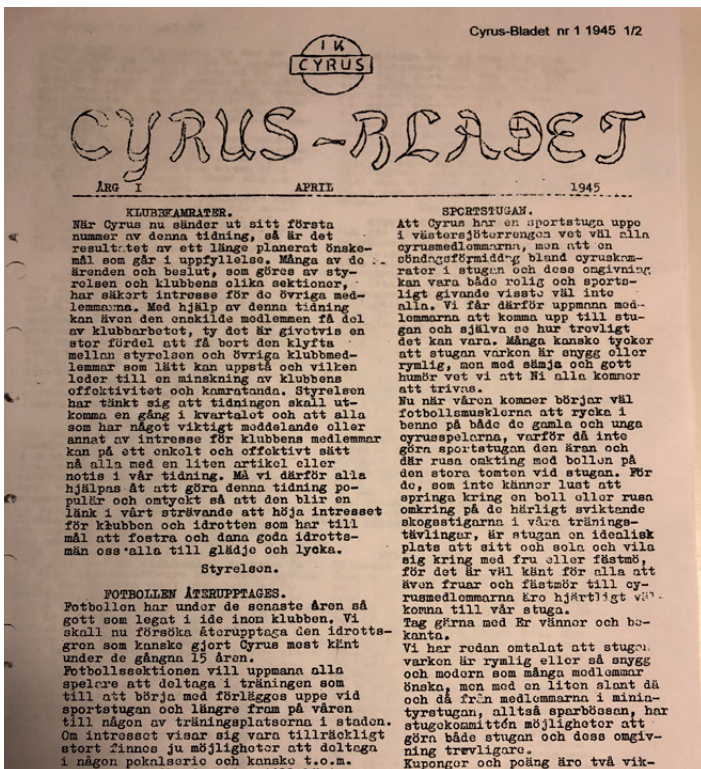 Cyrus-Bladet nr 1 1945 1/2
I K
CYRUS
CYRUS-BLADET
ÅRG I APRIL 1945
KLUBBKAMRATER.
När Cyrus nu sänder ut sitt första
nummer av denna tidning, så är det
resultatet av ett länge planerat önske-
mål som går i uppfyllelse. Många av de
ärenden och beslut, som göres av sty-
relsen och klubbens olika sektioner,
har säkert intresse för de övriga med-
lemmarna. Med hjälp av denna tidning
kan även den enskilde medlemmen få del
av klubbarbetet, ty det är givetvis en
stor fördel att få bort den klyfta
mellan styrelsen och övriga klubbmed-
lemmar som lätt kan uppstå och vilken
leder till en minskning av klubbens
effektivitet och kamratanda. Styrelsen
har tänkt sig att tidningen skall ut-
komma en gång i kvartalet och att alla
som har något viktigt meddelande eller
annat av intresse för klubbens medlemmar
kan på ett enkelt och effektivt sätt
nå alla med en liten artikel eller
notis i vår tidning. Må vi därför alla
hjälpas åt att göra denna tidning po-
pulär och omtyckt så att den blir en
länk i vårt strävande att höja intresset
för klubben och idrotten som har till
mål att fostra och dana goda idrotts-
män oss alla till glädje och lycka.
Styrelsen.
FOTBOLLEN ÅTERUPPTAGES.
Fotbollen har under de senaste åren så
gott som legat i ide inom klubben. Vi
skall nu försöka återupptaga den idrotts-
gren som kanske gjort Cyrus mest känt
under de gångna 15 åren.
Fotbollssektionen vill uppmana alla
spelare att deltaga i träningen som
till att börja med förlägges uppe vid
sportstugan och längre fram på våren
till någon av träningsplatserna i staden.
Om intresset visar sig vara tillräckligt
stort finnes ju möjligheter att deltaga
i någon pokalserie och kanske t.o.m.
SPORTSTUGAN.
Att Cyrus har en sportstuga uppe
i västersjöterrengen vet väl alla
cyrusmedlemmarna, men att en
söndagsförmiddag bland cyruskam-
rater i stugan och dess omgivning
kan vara både rolig och sports-
ligt givande visste väl inte
alla. Vi får därför uppmana med-
lemmarna att komma upp till stu-
gan och själva se hur trevligt
det kan vara. Många kanske tycker
att stugan varken är snygg eller
rymlig, men med sämja och gott
humör vet vi att Ni alla kommer
att trivas.
Nu när våren kommer börjar väl
fotbollsmusklerna att rycka i
benne på både de gamla och unga
cyrusspelarna, varför då inte
göra sportstugan den äran och
där rusa omkting med bollen på
den stora tomten vid stugan. För
de, som inte känner lust att
springa kring en boll eller rusa
omkring på de härligt sviktande
skogsstigarna i våra tränings-
tävlingar, är stugan en idealisk
plats att sitt och sola och vila
sig kring med fru eller fästmö,
för det är väl känt för alla att
även fruar och fästmör till cy-
rusmedlemmarna äro hjärtligt väl-
komna till vår stuga.
Tag gärna med Er vänner och be-
kanta.
Vi har redan omtalat att stugan
varken är rymlig eller så snygg
och modern som många medlemmar
önska, men med en liten slant då
och då från medlemmarna i minia-
tyrstugan, alltså sparbössan, har
stugekommittén möjligheter att
göra både stugan och dess omgiv-
ning trevligare.
Kuponger och poäng äro två vik-